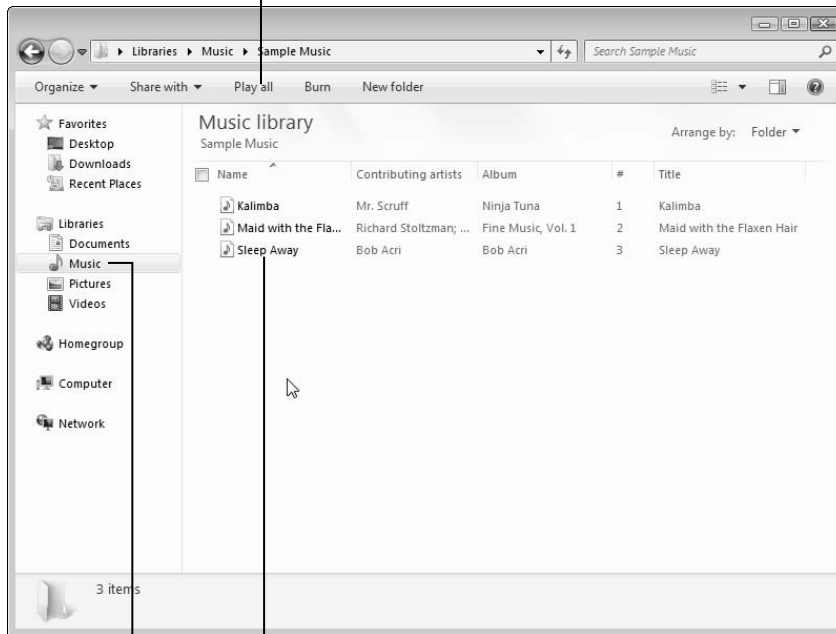 Libraries ▸ Music ▸ Sample Music
Search Sample Music
Organize Share with Play all Burn New folder
Favorites
Desktop
Downloads
Recent Places
Libraries
Documents
Music
Pictures
Videos
Homegroup
Computer
Network
Music library
Sample Music
Arrange by: Folder
Name Contributing artists Album # Title
Kalimba Mr. Scruff Ninja Tuna 1 Kalimba
Maid with the Fla... Richard Stoltzman; ... Fine Music, Vol. 1 2 Maid with the Flaxen Hair
Sleep Away Bob Acri Bob Acri 3 Sleep Away
3 items